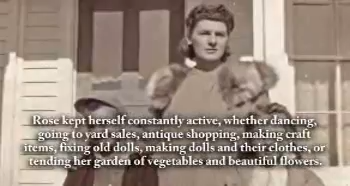 Rose kept herself constantly active, whether dancing,
going to yard sales, antique shopping, making craft
items, fixing old dolls, making dolls and their clothes, or
tending her garden of vegetables and beautiful flowers.